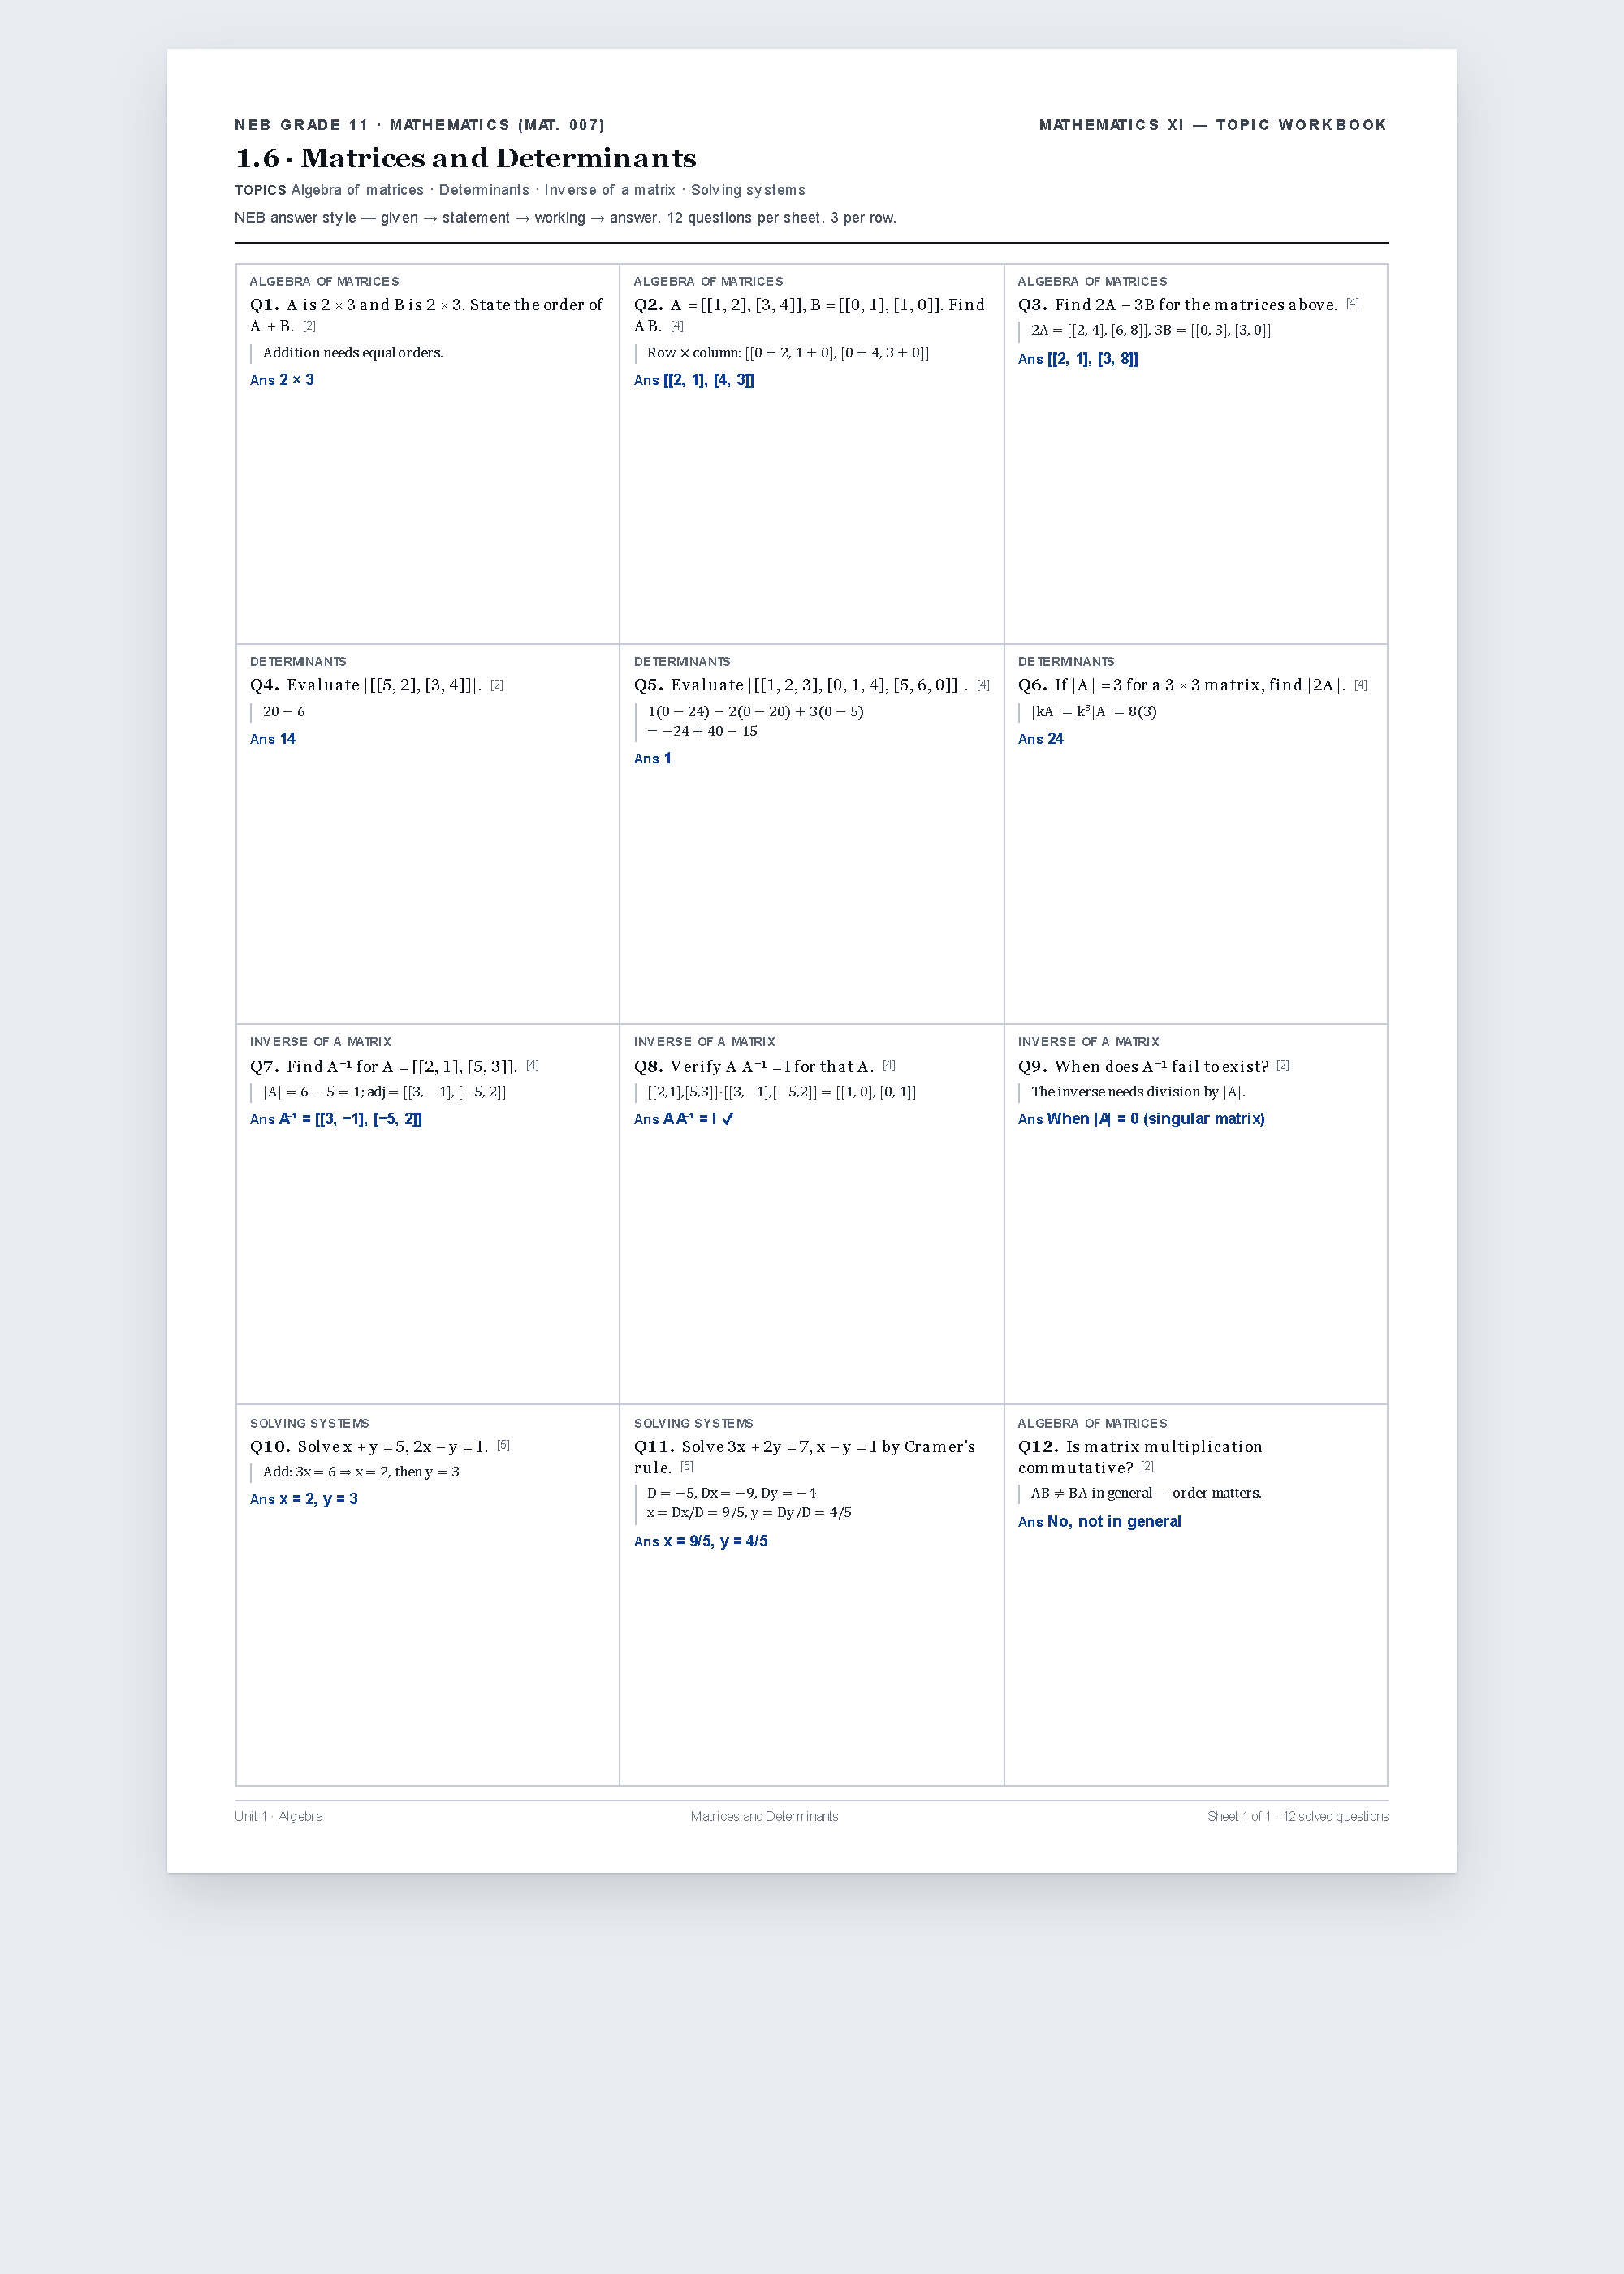 NEB GRADE 11 · MATHEMATICS (MAT. 007)
MATHEMATICS XI — TOPIC WORKBOOK
1.6 · Matrices and Determinants
TOPICS Algebra of matrices · Determinants · Inverse of a matrix · Solving systems
NEB answer style — given → statement → working → answer. 12 questions per sheet, 3 per row.
ALGEBRA OF MATRICES
Q1. A is 2 × 3 and B is 2 × 3. State the order of
A + B. [2]
Addition needs equal orders.
Ans 2 × 3
ALGEBRA OF MATRICES
Q2. A = [[1, 2], [3, 4]], B = [[0, 1], [1, 0]]. Find
AB. [4]
Row × column: [[0 + 2, 1 + 0], [0 + 4, 3 + 0]]
Ans [[2, 1], [4, 3]]
ALGEBRA OF MATRICES
Q3. Find 2A − 3B for the matrices above. [4]
2A = [[2, 4], [6, 8]], 3B = [[0, 3], [3, 0]]
Ans [[2, 1], [3, 8]]
DETERMINANTS
Q4. Evaluate |[[5, 2], [3, 4]]|. [2]
20 − 6
Ans 14
DETERMINANTS
Q5. Evaluate |[[1, 2, 3], [0, 1, 4], [5, 6, 0]]|. [4]
1(0 − 24) − 2(0 − 20) + 3(0 − 5)
= −24 + 40 − 15
Ans 1
DETERMINANTS
Q6. If |A| = 3 for a 3 × 3 matrix, find |2A|. [4]
|kA| = k³|A| = 8(3)
Ans 24
INVERSE OF A MATRIX
Q7. Find A⁻¹ for A = [[2, 1], [5, 3]]. [4]
|A| = 6 − 5 = 1; adj = [[3, −1], [−5, 2]]
Ans A⁻¹ = [[3, −1], [−5, 2]]
INVERSE OF A MATRIX
Q8. Verify A A⁻¹ = I for that A. [4]
[[2,1],[5,3]]·[[3,−1],[−5,2]] = [[1, 0], [0, 1]]
Ans A A⁻¹ = I ✓
INVERSE OF A MATRIX
Q9. When does A⁻¹ fail to exist? [2]
The inverse needs division by |A|.
Ans When |A| = 0 (singular matrix)
SOLVING SYSTEMS
Q10. Solve x + y = 5, 2x − y = 1. [5]
Add: 3x = 6 ⇒ x = 2, then y = 3
Ans x = 2, y = 3
SOLVING SYSTEMS
Q11. Solve 3x + 2y = 7, x − y = 1 by Cramer's
rule. [5]
D = −5, Dx = −9, Dy = −4
x = Dx/D = 9/5, y = Dy/D = 4/5
Ans x = 9/5, y = 4/5
ALGEBRA OF MATRICES
Q12. Is matrix multiplication
commutative? [2]
AB ≠ BA in general — order matters.
Ans No, not in general
Unit 1 · Algebra
Matrices and Determinants
Sheet 1 of 1 · 12 solved questions